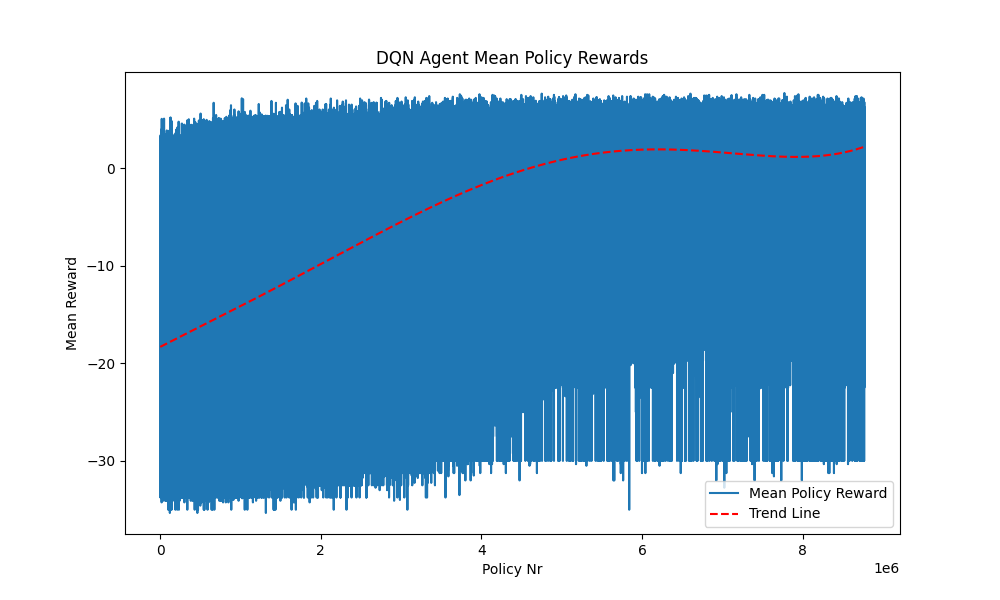 DQN Agent Mean Policy Rewards
Mean Reward
0
−10
−20
−30
0
2
4
6
8
1e6
Policy Nr
Mean Policy Reward
Trend Line